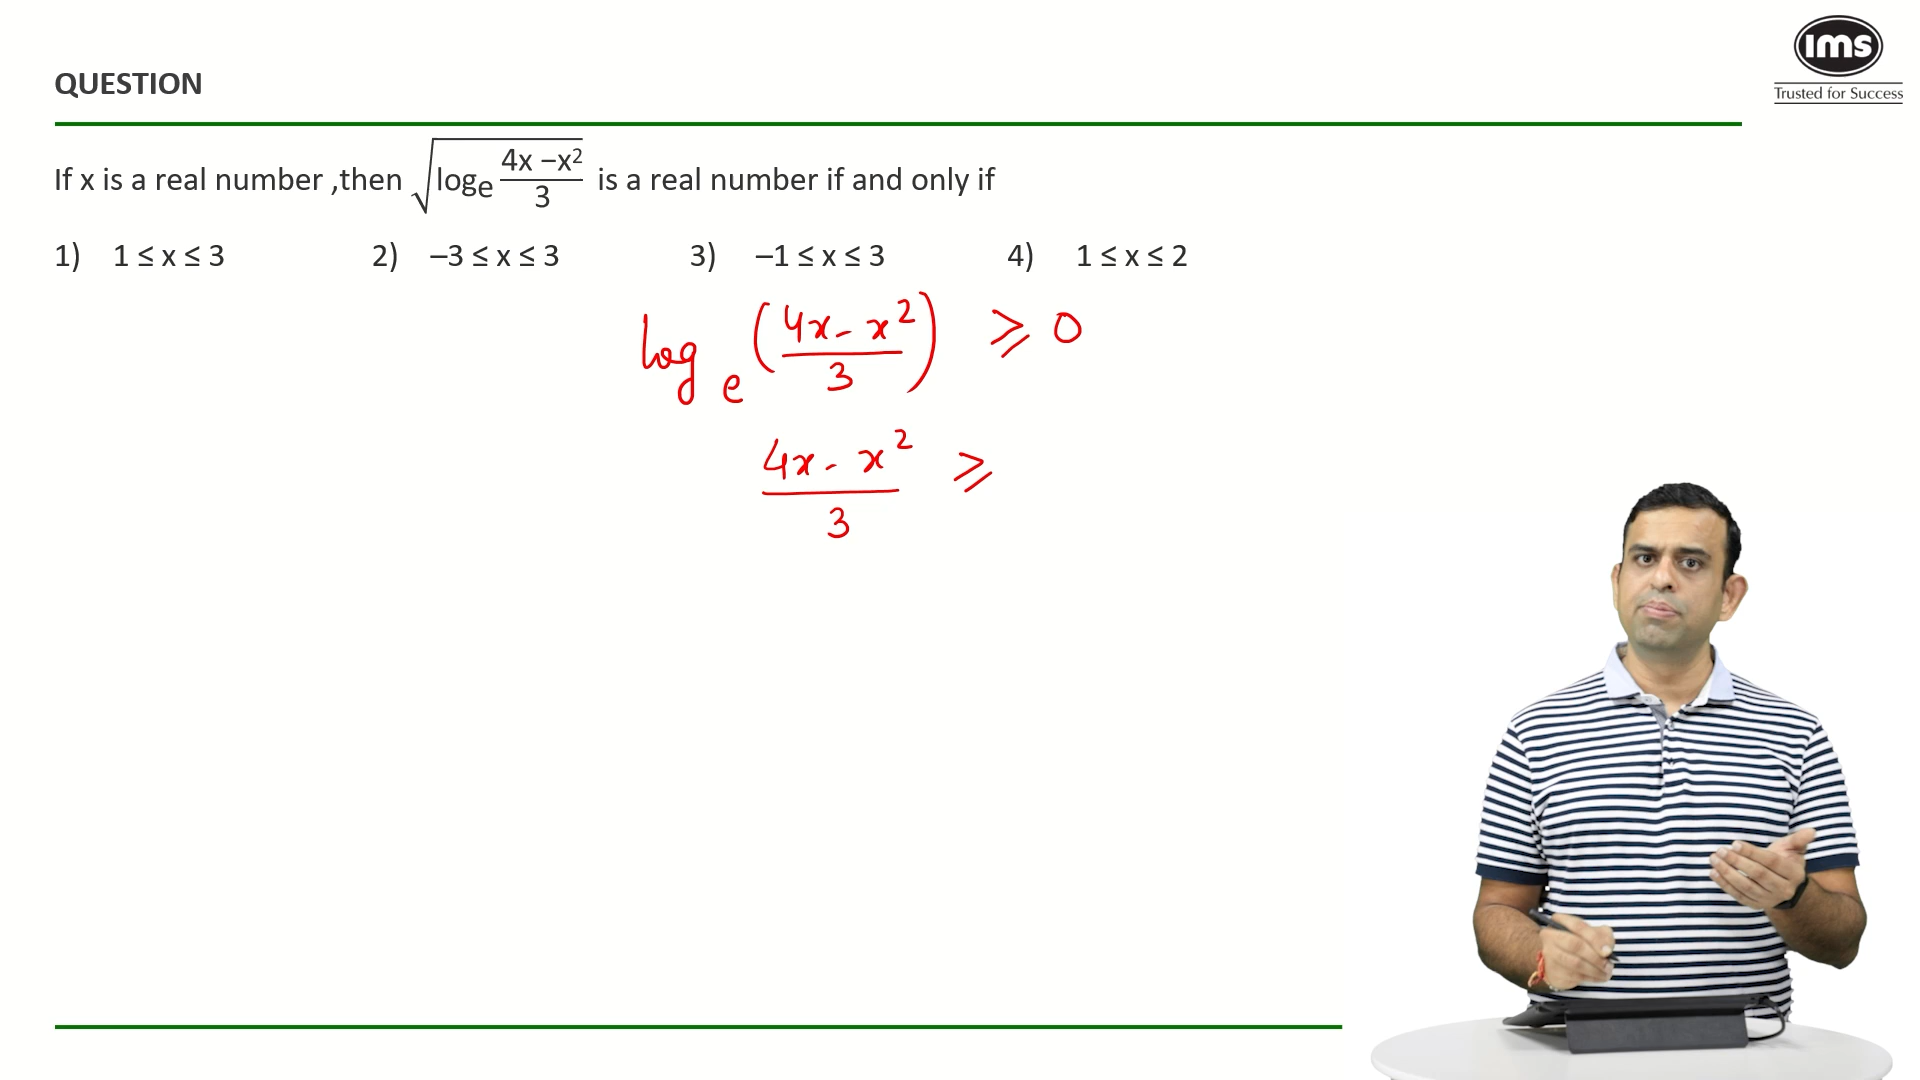 ims
Trusted for Success
QUESTION
If x is a real number ,then √(logₑ (4x –x²)/3) is a real number if and only if
1) 1 ≤ x ≤ 3 2) –3 ≤ x ≤ 3 3) –1 ≤ x ≤ 3 4) 1 ≤ x ≤ 2
logₑ ((4x - x²)/3) ≥ 0
(4x - x²)/3 ≥